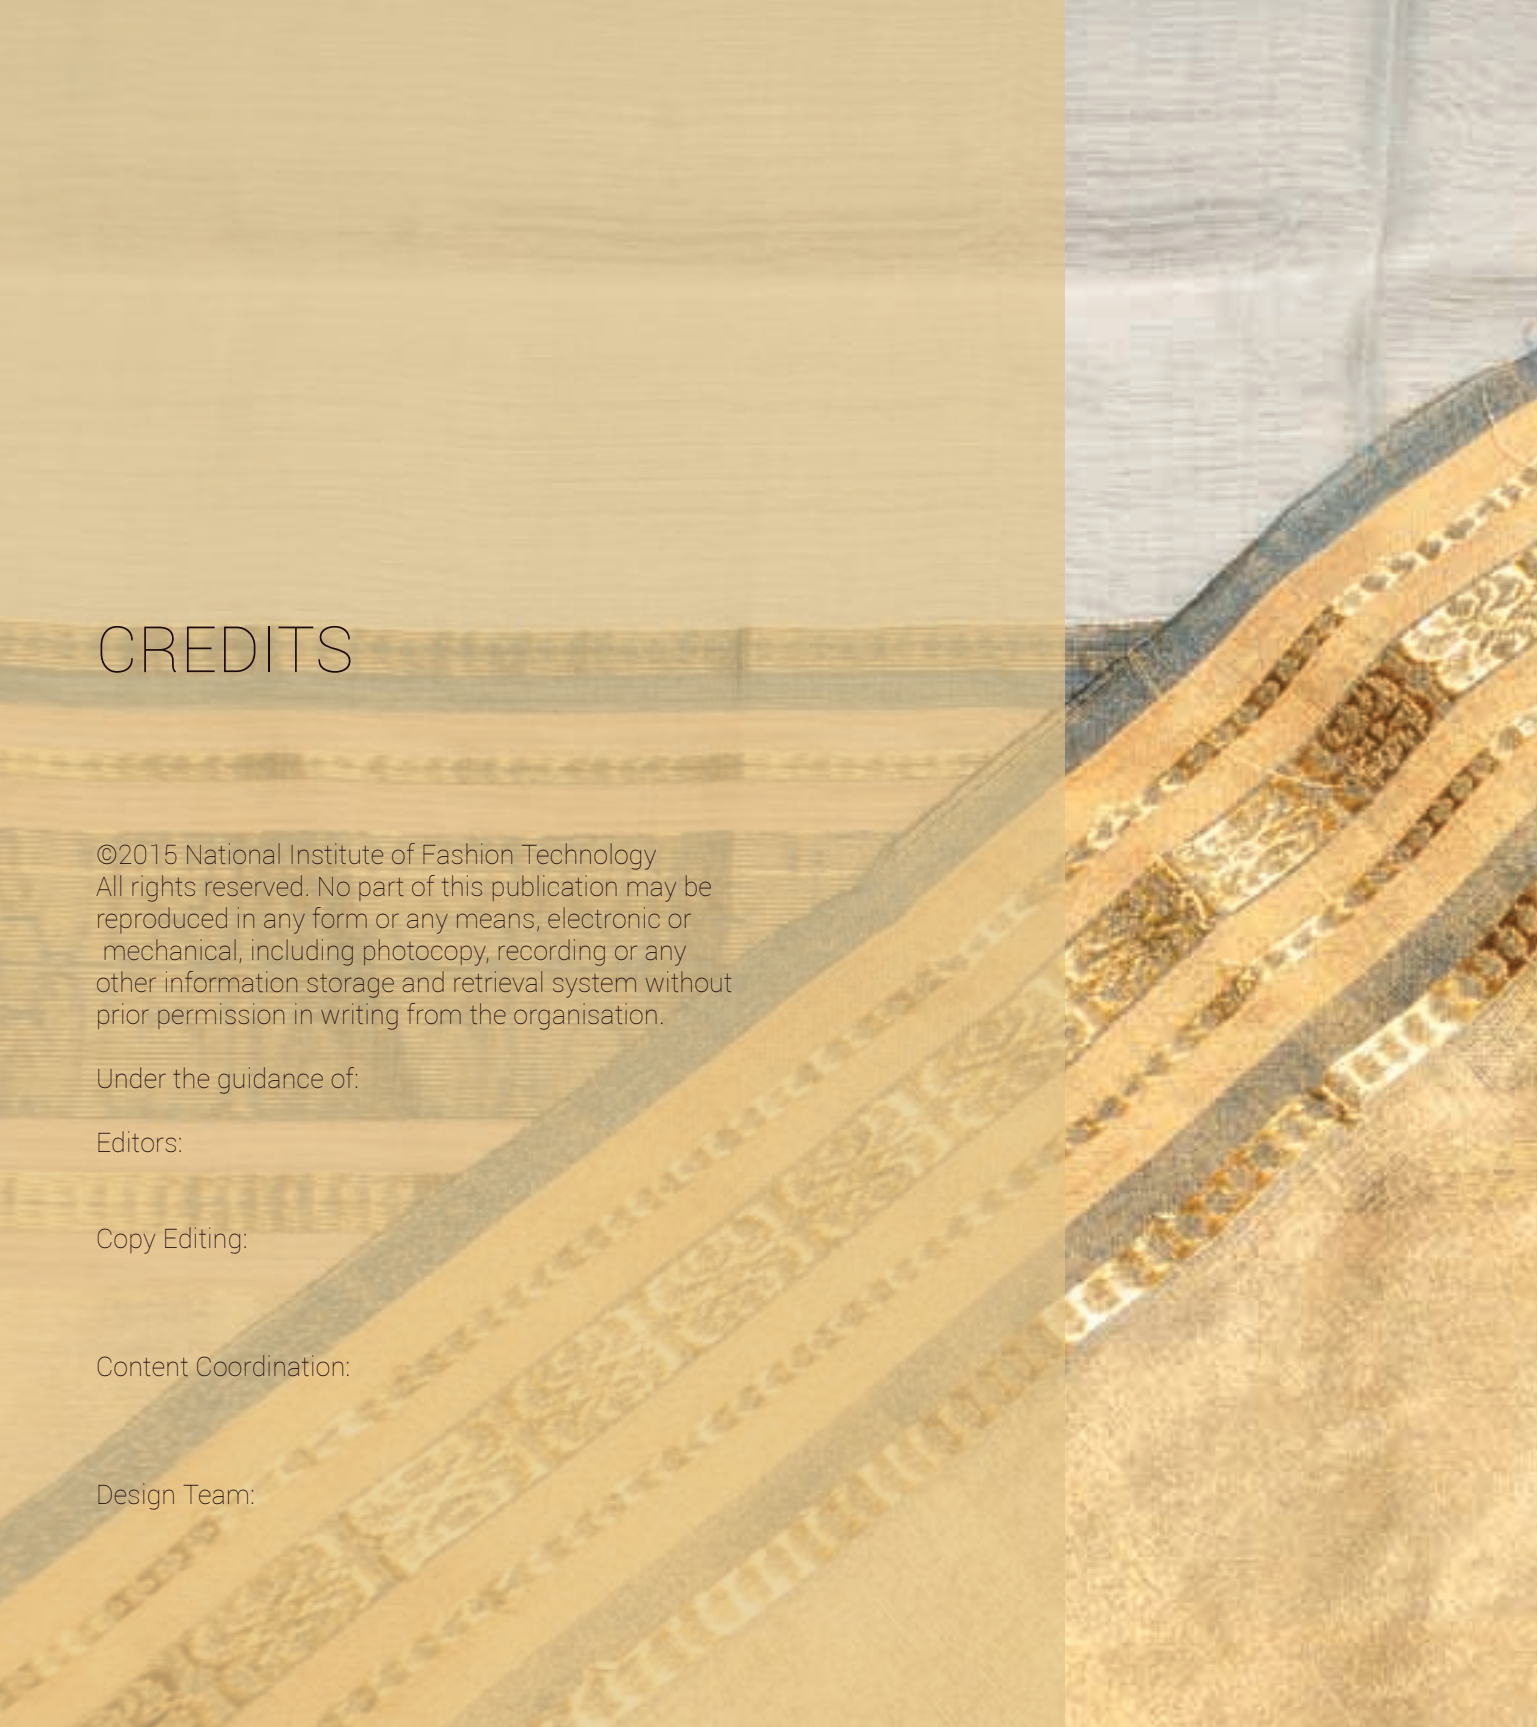 CREDITS
©2015 National Institute of Fashion Technology
All rights reserved. No part of this publication may be
reproduced in any form or any means, electronic or
mechanical, including photocopy, recording or any
other information storage and retrieval system without
prior permission in writing from the organisation.
Under the guidance of:
Editors:
Copy Editing:
Content Coordination:
Design Team: